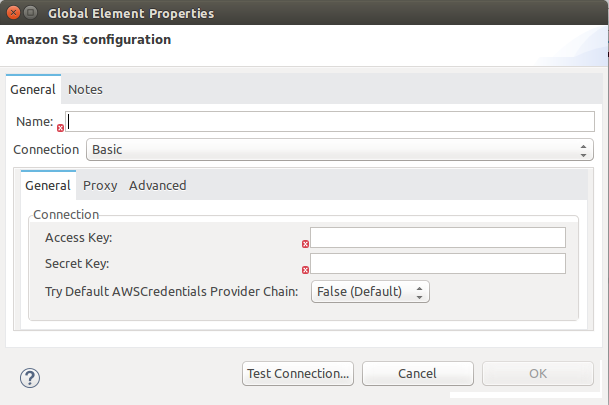 Global Element Properties
Amazon S3 configuration
General Notes
Name:
Connection Basic
General Proxy Advanced
Connection
Access Key:
Secret Key:
Try Default AWSCredentials Provider Chain: False (Default)
? Test Connection... Cancel OK